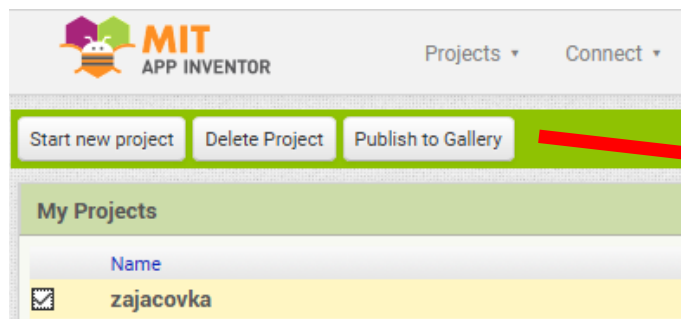 MIT
APP INVENTOR
Projects ▾ Connect ▾
Start new project Delete Project Publish to Gallery
My Projects
Name
zajacovka